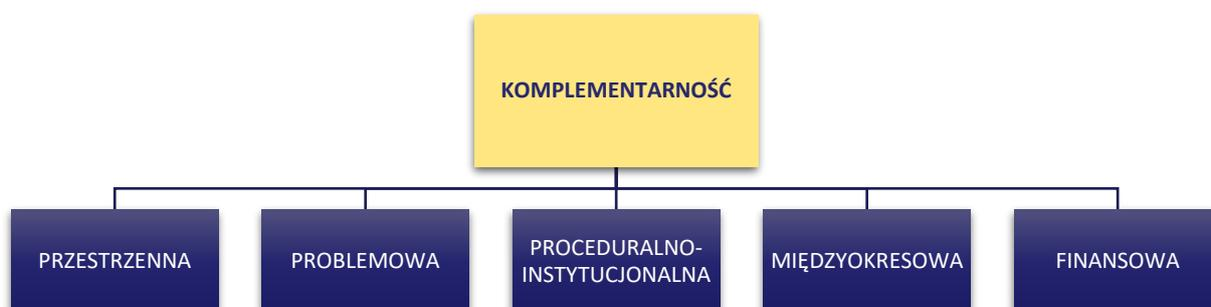 KOMPLEMENTARNOŚĆ
PRZESTRZENNA
PROBLEMOWA
PROCEDURALNO-
INSTYTUCJONALNA
MIĘDZYOKRESOWA
FINANSOWA